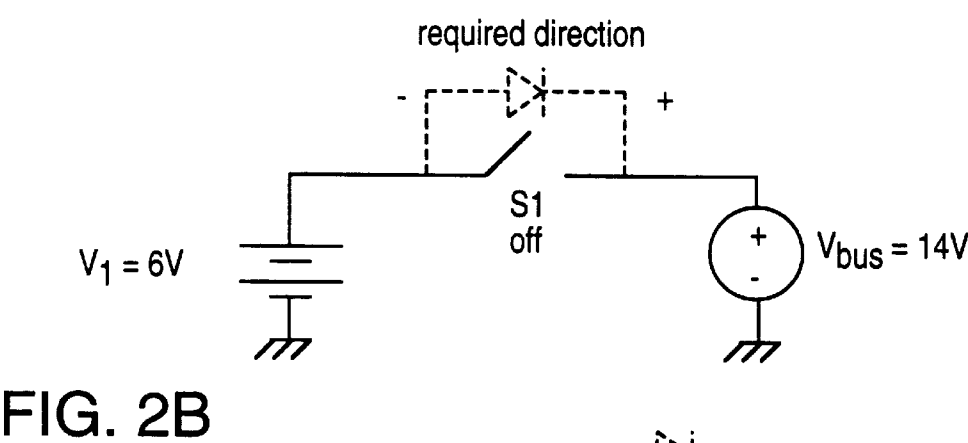 required direction
- +
S1
off
V1 = 6V
+
-
Vbus = 14V
FIG. 2B